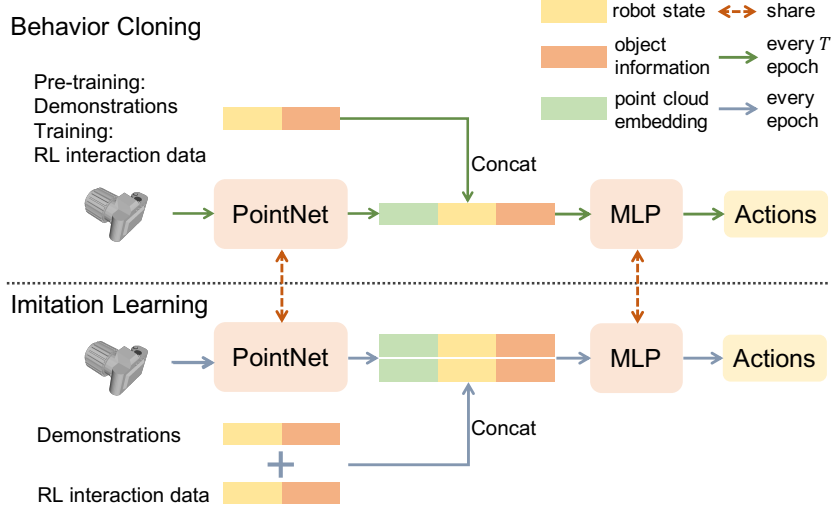 Behavior Cloning
Pre-training:
Demonstrations
Training:
RL interaction data
robot state
share
object
information
every T
epoch
point cloud
embedding
every
epoch
Concat
PointNet
MLP
Actions
Imitation Learning
PointNet
MLP
Actions
Demonstrations
Concat
RL interaction data